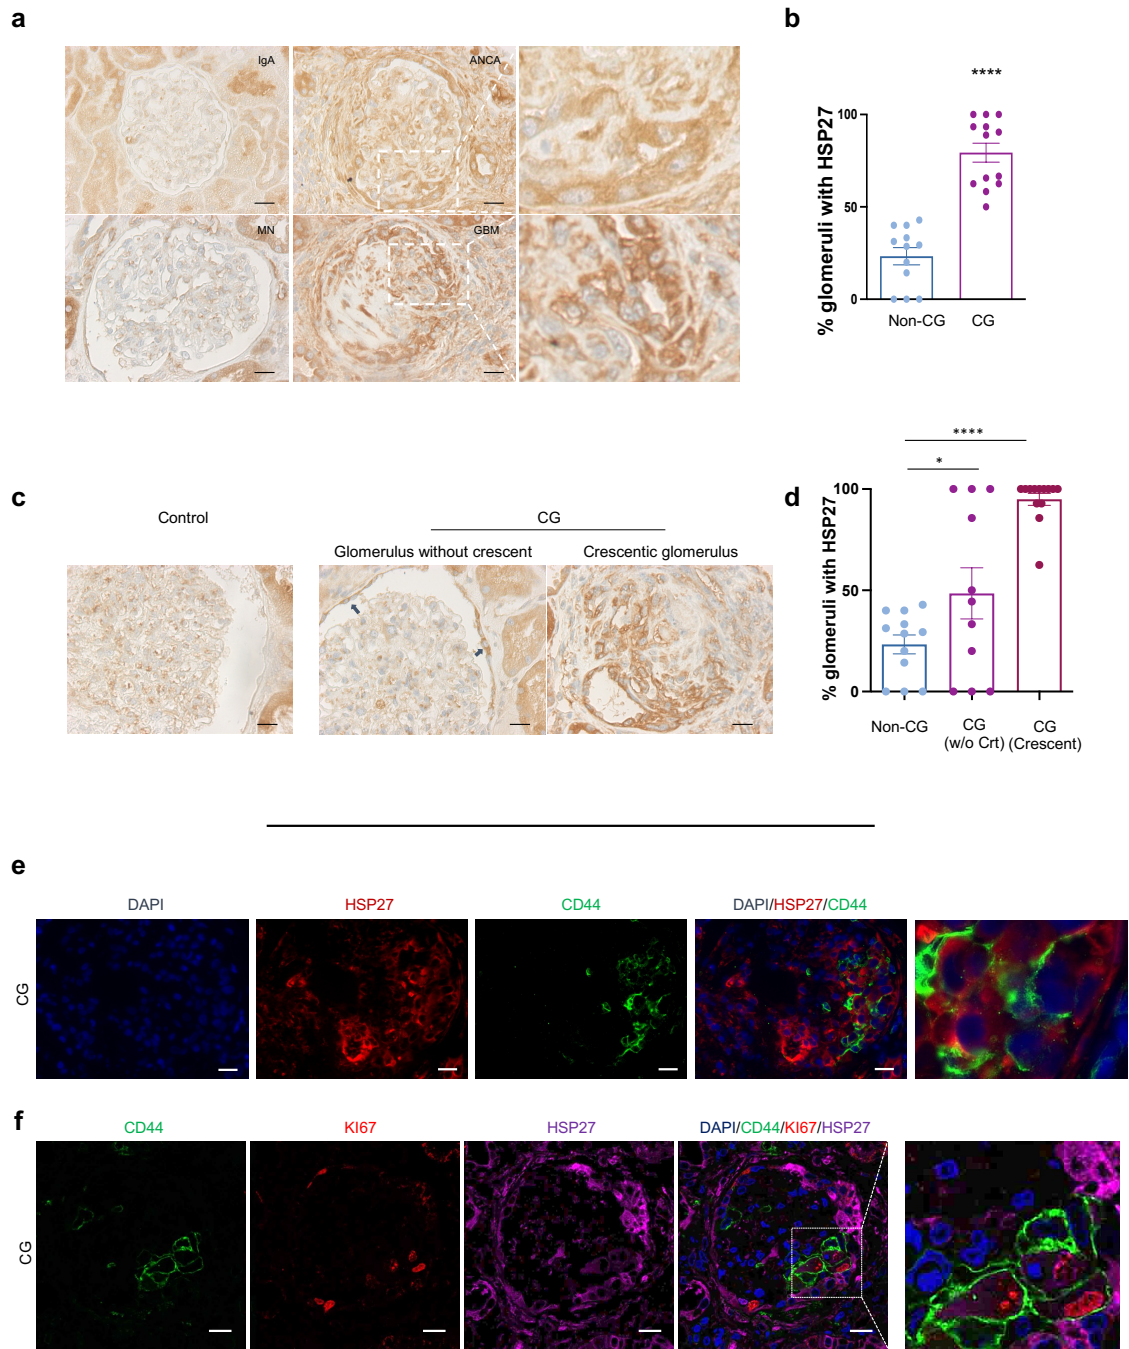 a
IgA
ANCA
MN
GBM
b
****
% glomeruli with HSP27
100
50
0
Non-CG
CG
c
Control
CG
Glomerulus without crescent
Crescentic glomerulus
d
****
*
% glomeruli with HSP27
100
50
0
Non-CG
CG
(w/o Crt)
CG
(Crescent)
e
DAPI
HSP27
CD44
DAPI/HSP27/CD44
CG
f
CD44
KI67
HSP27
DAPI/CD44/KI67/HSP27
CG